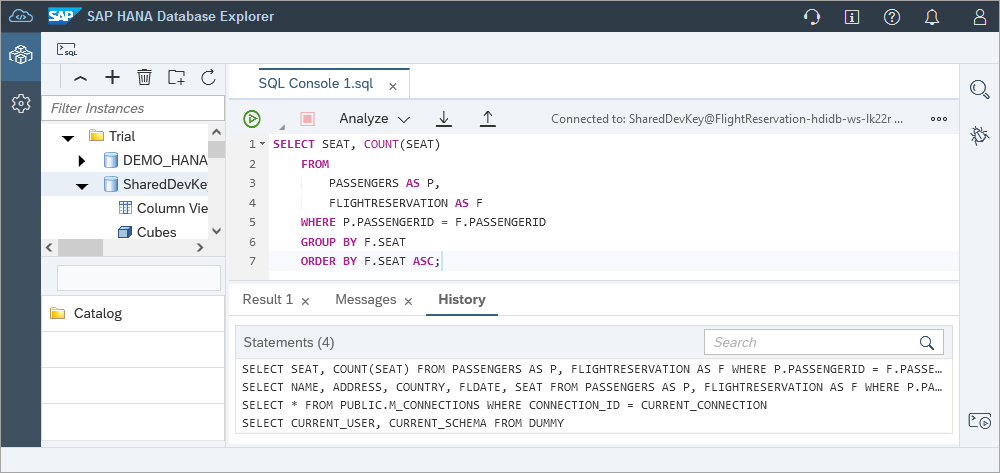 SAP SAP HANA Database Explorer
SQL
Filter Instances
Trial
DEMO_HANA
SharedDevKe
Column Vie
Cubes
Catalog
SQL Console 1.sql
Analyze
Connected to: SharedDevKey@FlightReservation-hdidb-ws-lk22r ...
1 SELECT SEAT, COUNT(SEAT)
2 FROM
3 PASSENGERS AS P,
4 FLIGHTRESERVATION AS F
5 WHERE P.PASSENGERID = F.PASSENGERID
6 GROUP BY F.SEAT
7 ORDER BY F.SEAT ASC;
Result 1 Messages History
Statements (4) Search
SELECT SEAT, COUNT(SEAT) FROM PASSENGERS AS P, FLIGHTRESERVATION AS F WHERE P.PASSENGERID = F.PASSE...
SELECT NAME, ADDRESS, COUNTRY, FLDATE, SEAT FROM PASSENGERS AS P, FLIGHTRESERVATION AS F WHERE P.PA...
SELECT * FROM PUBLIC.M_CONNECTIONS WHERE CONNECTION_ID = CURRENT_CONNECTION
SELECT CURRENT_USER, CURRENT_SCHEMA FROM DUMMY